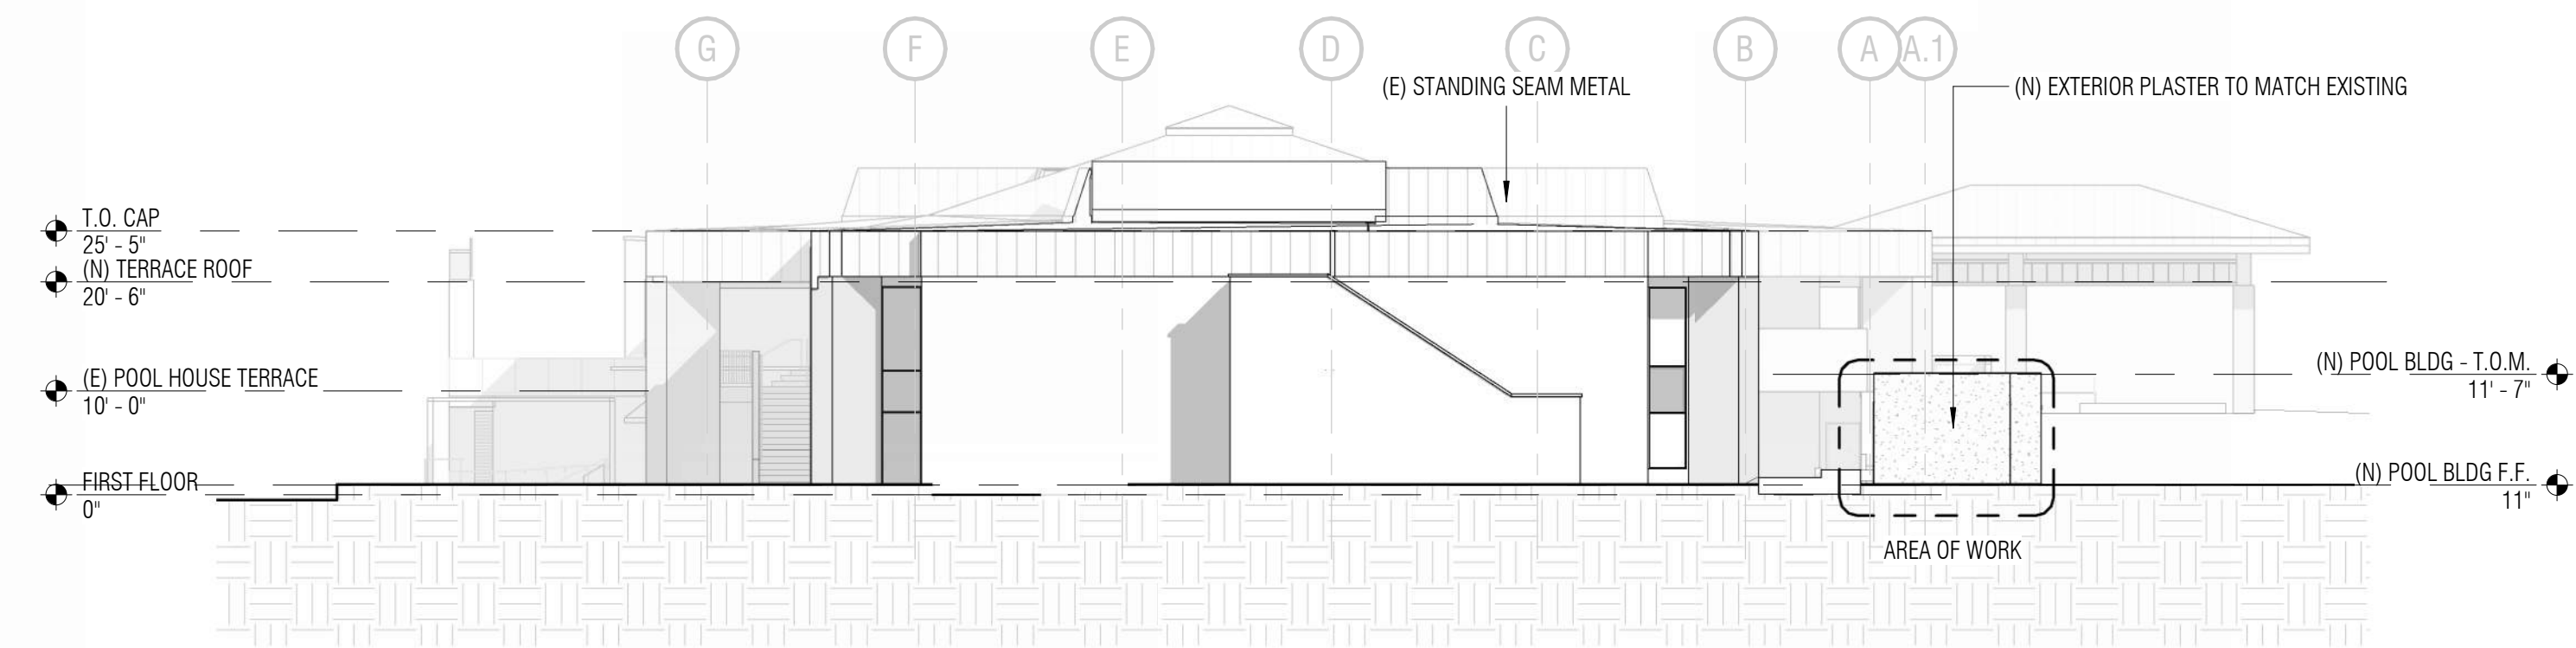 G F E D C B A A.1
(E) STANDING SEAM METAL
(N) EXTERIOR PLASTER TO MATCH EXISTING
T.O. CAP
25' - 5"
(N) TERRACE ROOF
20' - 6"
(E) POOL HOUSE TERRACE
10' - 0"
(N) POOL BLDG - T.O.M.
11' - 7"
FIRST FLOOR
0"
(N) POOL BLDG F.F.
11"
AREA OF WORK